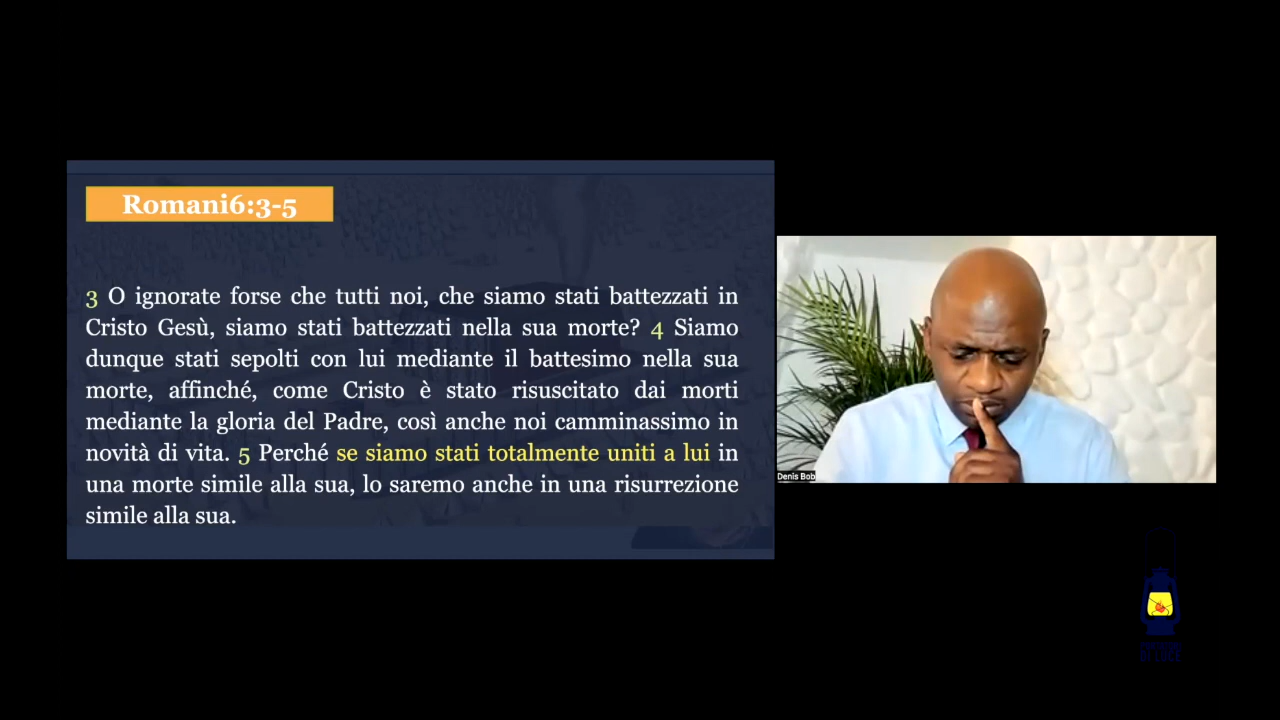 Romani6:3-5
3 O ignorate forse che tutti noi, che siamo stati battezzati in
Cristo Gesù, siamo stati battezzati nella sua morte? 4 Siamo
dunque stati sepolti con lui mediante il battesimo nella sua
morte, affinché, come Cristo è stato risuscitato dai morti
mediante la gloria del Padre, così anche noi camminassimo in
novità di vita. 5 Perché se siamo stati totalmente uniti a lui in
una morte simile alla sua, lo saremo anche in una risurrezione
simile alla sua.
Denis Bob
DI LUCE